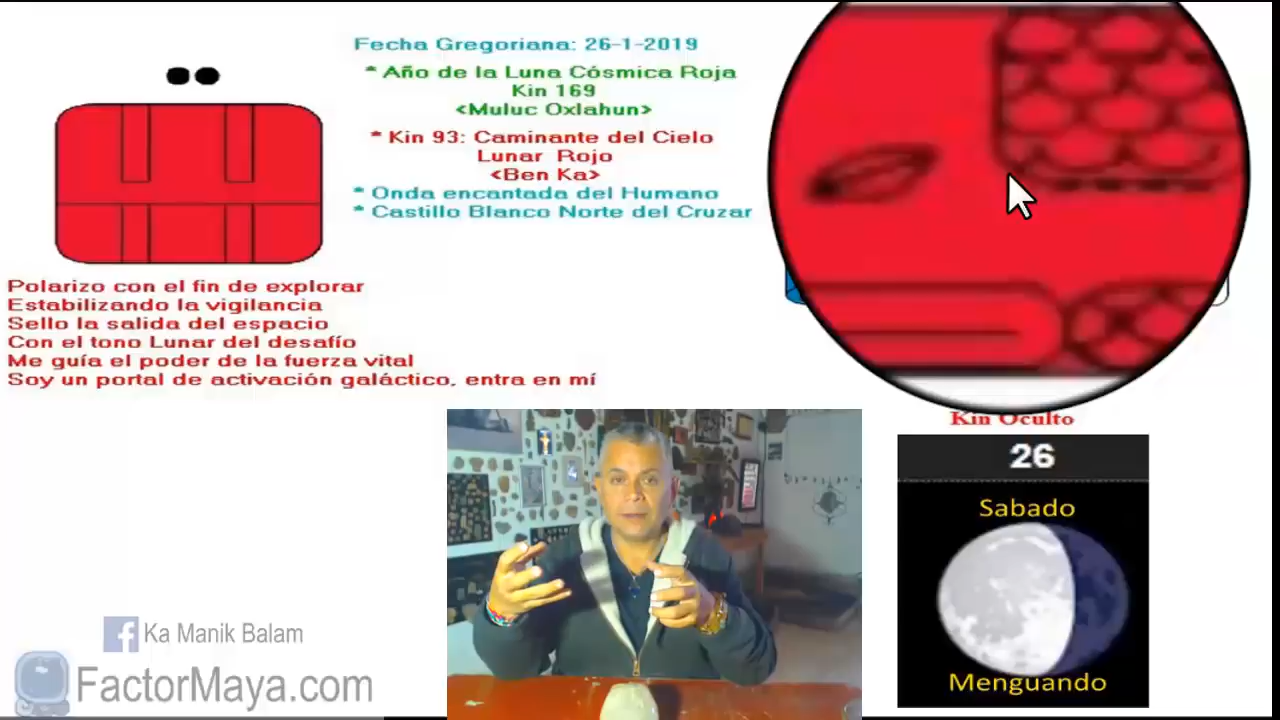 Fecha Gregoriana: 26-1-2019
* Año de la Luna Cósmica Roja
Kin 169
<Muluc Oxlahun>
* Kin 93: Caminante del Cielo
Lunar Rojo
<Ben Ka>
* Onda encantada del Humano
* Castillo Blanco Norte del Cruzar
Polarizo con el fin de explorar
Estabilizando la vigilancia
Sello la salida del espacio
Con el tono Lunar del desafío
Me guía el poder de la fuerza vital
Soy un portal de activación galáctico, entra en mí
Kin Oculto
26
Sabado
Menguando
Ka Manik Balam
FactorMaya.com